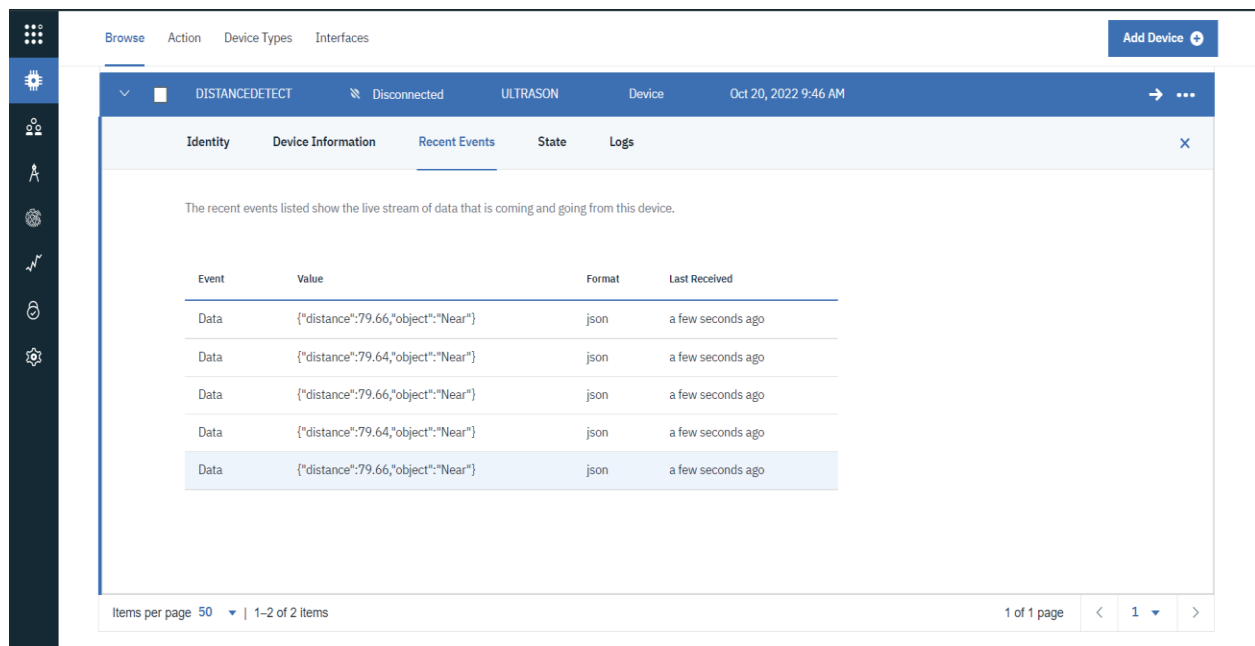 Browse Action Device Types Interfaces Add Device
DISTANCEDETECT Disconnected ULTRASON Device Oct 20, 2022 9:46 AM
Identity Device Information Recent Events State Logs
The recent events listed show the live stream of data that is coming and going from this device.
Event Value Format Last Received
Data {"distance":79.66,"object":"Near"} json a few seconds ago
Data {"distance":79.64,"object":"Near"} json a few seconds ago
Data {"distance":79.66,"object":"Near"} json a few seconds ago
Data {"distance":79.64,"object":"Near"} json a few seconds ago
Data {"distance":79.66,"object":"Near"} json a few seconds ago
Items per page 50 | 1–2 of 2 items 1 of 1 page < 1 >